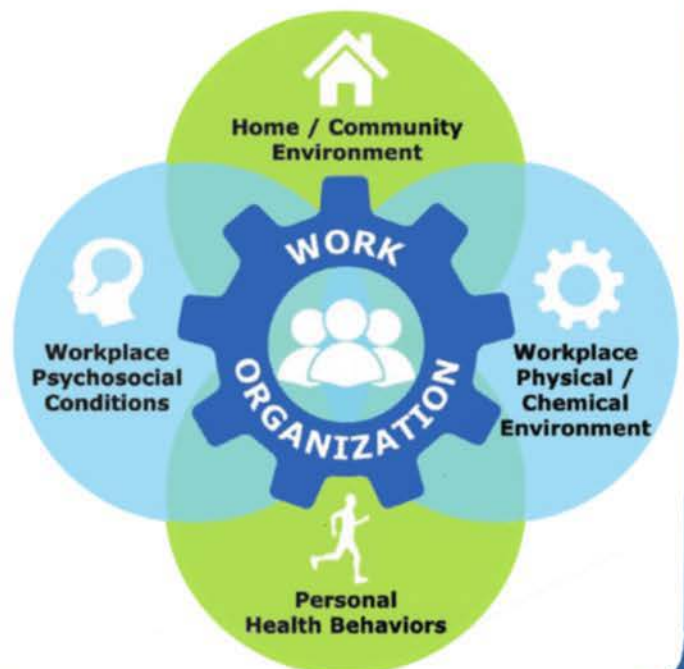 Home / Community
Environment
WORK
ORGANIZATION
Workplace
Psychosocial
Conditions
Workplace
Physical /
Chemical
Environment
Personal
Health Behaviors